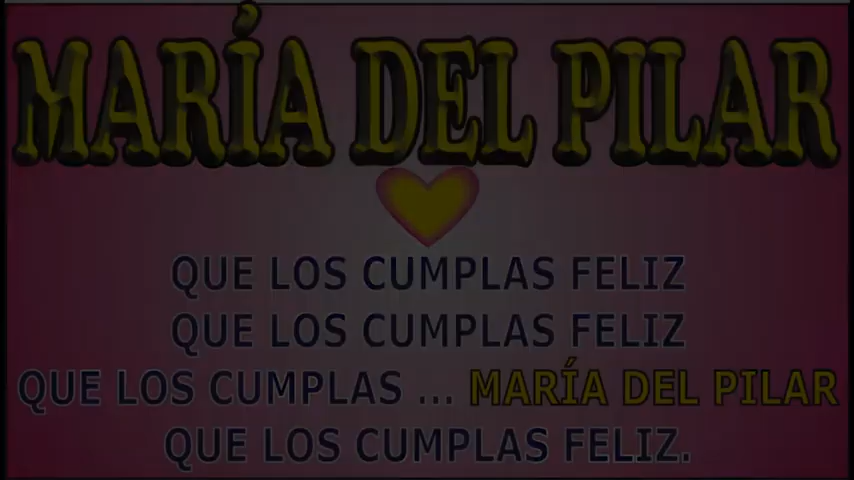 MARÍA DEL PILAR
QUE LOS CUMPLAS FELIZ
QUE LOS CUMPLAS FELIZ
QUE LOS CUMPLAS ... MARÍA DEL PILAR
QUE LOS CUMPLAS FELIZ.